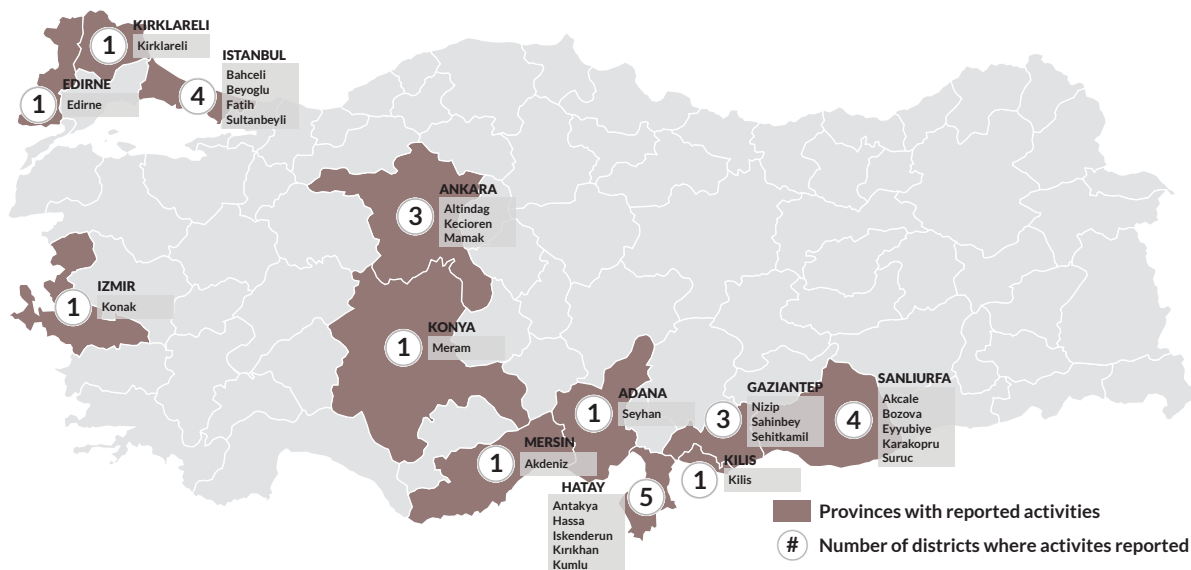 KIRKLARELI
1
Kirklareli
ISTANBUL
4
Bahceli
Beyoglu
Fatih
Sultanbeyli
EDIRNE
1
Edirne
ANKARA
3
Altindag
Kecioren
Mamak
IZMIR
1
Konak
KONYA
1
Meram
ADANA
1
Seyhan
GAZIANTEP
3
Nizip
Sahinbey
Sehitkamil
SANLIURFA
4
Akcale
Bozova
Eyyubiye
Karakopru
Suruc
MERSIN
1
Akdeniz
KILIS
1
Kilis
HATAY
5
Antakya
Hassa
Iskenderun
Kırıkhan
Kumlu
Provinces with reported activities
# Number of districts where activites reported